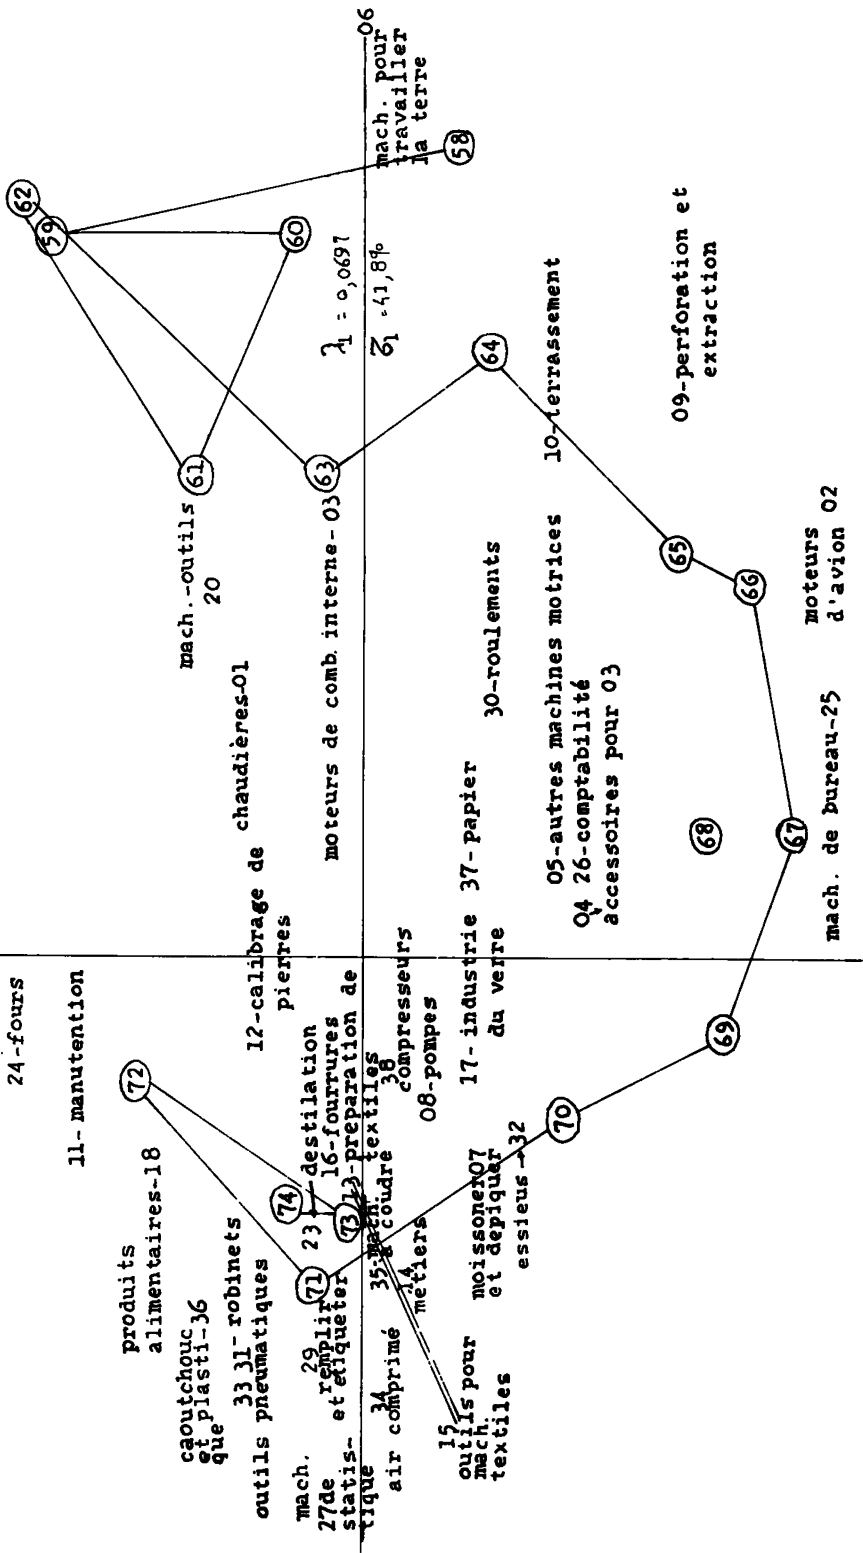 24-fours
11-manutention
72
produits
alimentaires-18
caoutchouc
et plasti-36
que
33 31-robinets
outils pneumatiques
74
23 destilation
16-fourrures
73
13-preparation de
textiles
71
29
remplir
et etiqueter
mach.
27de
statis-
tique
35-mach.
a coudre
38
compresseurs
08-pompes
34
air comprimé
14
metiers
15
outils pour
mach.
textiles
moissoner07
et depiquer
essieus→32
17-industrie
du verre
70
69
12-calibrage de
pierres
chaudières-01
mach.-outils
20
61
62
59
60
λ1 = 0,0697
τ1 = 41,8%
06
mach. pour
travailler
la terre
58
moteurs de comb. interne-03
63
64
37-papier
30-roulements
10-terrassement
05-autres machines motrices
04 26-comptabilité
accessoires pour 03
09-perforation et
extraction
65
66
68
67
mach. de bureau-25
moteurs
d'avion 02